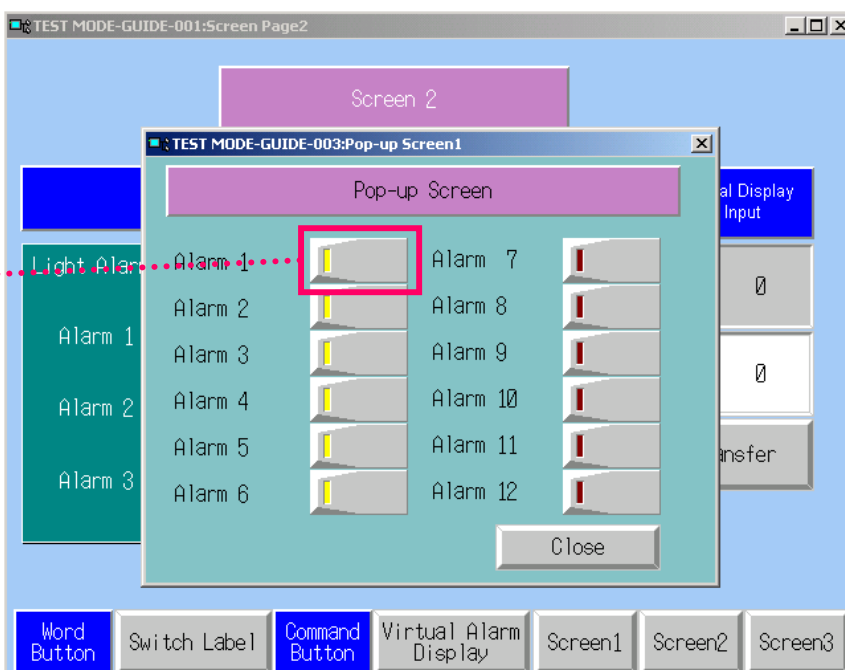 TEST MODE-GUIDE-001:Screen Page2
Screen 2
TEST MODE-GUIDE-003:Pop-up Screen1
Pop-up Screen
al Display
Input
Light Alar
Alarm 1
Alarm 2
Alarm 3
Alarm 1
Alarm 2
Alarm 3
Alarm 4
Alarm 5
Alarm 6
Alarm 7
Alarm 8
Alarm 9
Alarm 10
Alarm 11
Alarm 12
Close
0
0
ansfer
Word
Button
Switch Label
Command
Button
Virtual Alarm
Display
Screen1
Screen2
Screen3